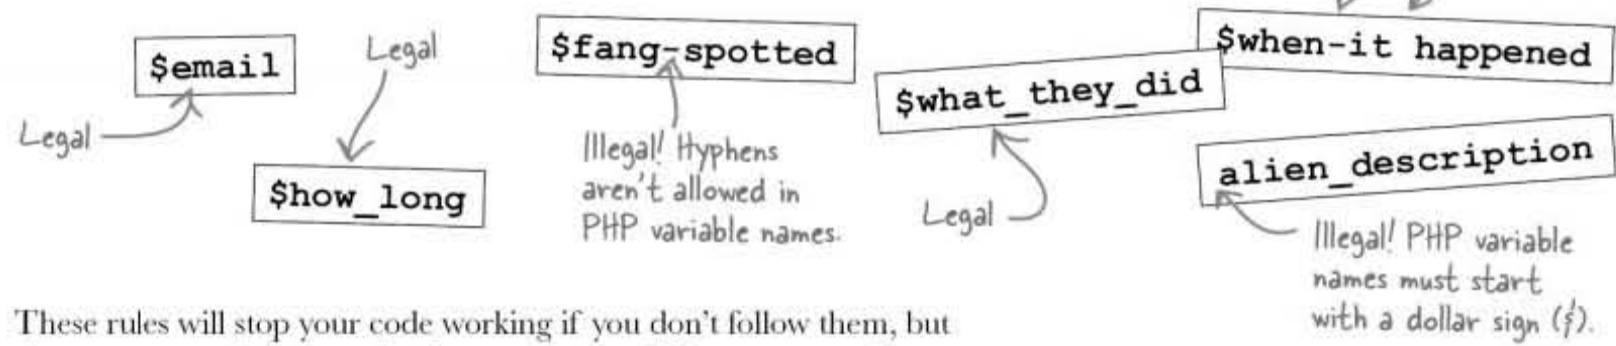 $email
Legal
Legal
$how_long
$fang-spotted
Illegal! Hyphens
aren't allowed in
PHP variable names.
$what_they_did
Legal
$when-it happened
alien_description
Illegal! PHP variable
names must start
with a dollar sign ($).
These rules will stop your code working if you don't follow them, but